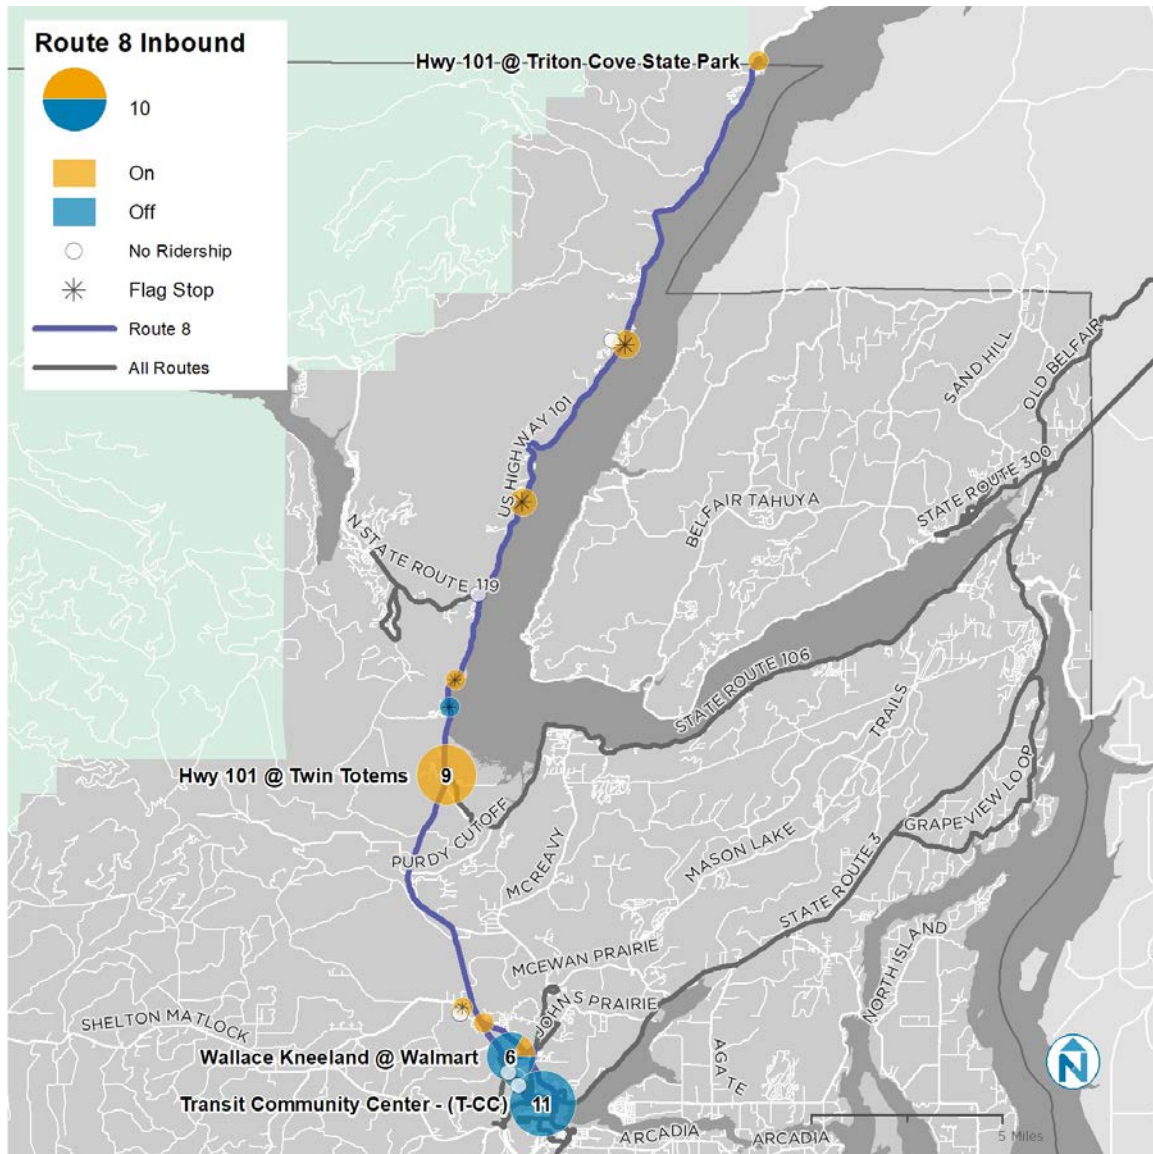 Route 8 Inbound
10
On
Off
No Ridership
Flag Stop
Route 8
All Routes
Hwy 101 @ Triton Cove State Park
US HIGHWAY 101
SAND HILL
OLD BELFAIR
STATE ROUTE 300
BELFAIR TAHUYA
N STATE ROUTE 119
STATE ROUTE 106
TRAILS
Hwy 101 @ Twin Totems
9
PURDY CUTOFF
MCREAVY
MASON LAKE
GRAPEVIEW LOOP
STATE ROUTE 3
NORTH ISLAND
MCEWAN PRAIRIE
JOHNS PRAIRIE
SHELTON MATLOCK
Wallace Kneeland @ Walmart
6
AGATE
N
Transit Community Center - (T-CC)
11
ARCADIA
ARCADIA
5 Miles